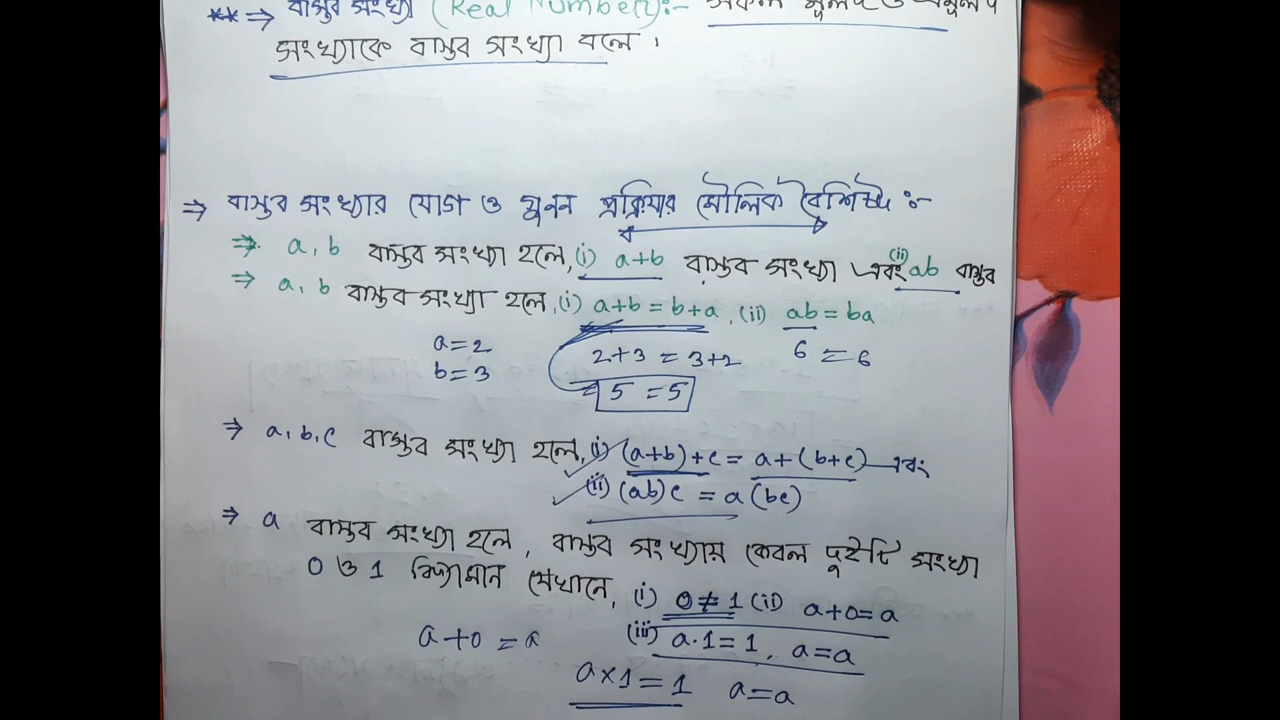 ** ⇒ বাস্তব সংখ্যা (Real Number):- সকল মূলদ ও অমূলদ
সংখ্যাকে বাস্তব সংখ্যা বলে।
⇒ বাস্তব সংখ্যার যোগ ও গুনন প্রক্রিয়ার মৌলিক বৈশিষ্ট্য :-
⇒ a, b বাস্তব সংখ্যা হলে, (i) a+b বাস্তব সংখ্যা এবং (ii) ab বাস্তব
⇒ a, b বাস্তব সংখ্যা হলে, (i) a+b = b+a, (ii) ab = ba
a=2 2+3 = 3+2 6 = 6
b=3 = 5 = 5
⇒ a, b, c বাস্তব সংখ্যা হলে, (i) (a+b)+c = a+(b+c) এবং
(ii) (ab)c = a(bc)
⇒ a বাস্তব সংখ্যা হলে, বাস্তব সংখ্যায় কেবল দুইটি সংখ্যা
0 ও 1 বিদ্যমান যেখানে, (i) 0 ≠ 1 (ii) a+0=a
a+0 = a (iii) a.1=1, a=a
a×1=1 a=a